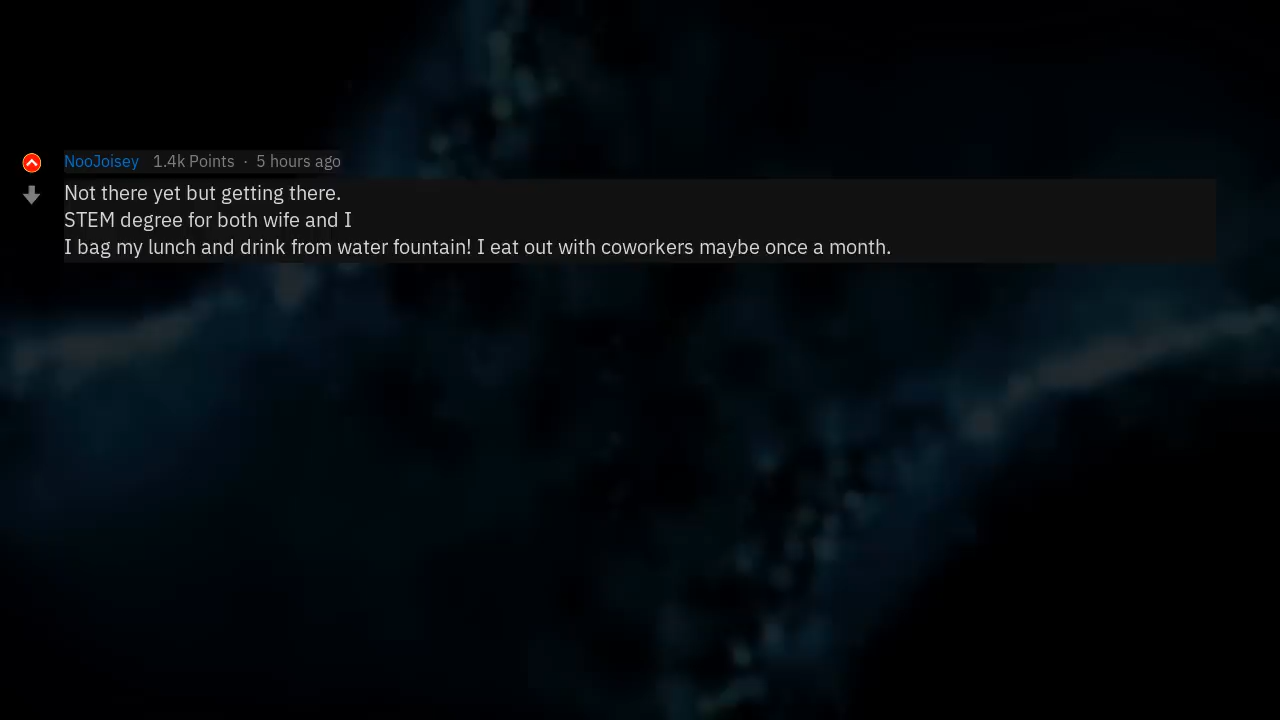 NooJoisey 1.4k Points · 5 hours ago
Not there yet but getting there.
STEM degree for both wife and I
I bag my lunch and drink from water fountain! I eat out with coworkers maybe once a month.